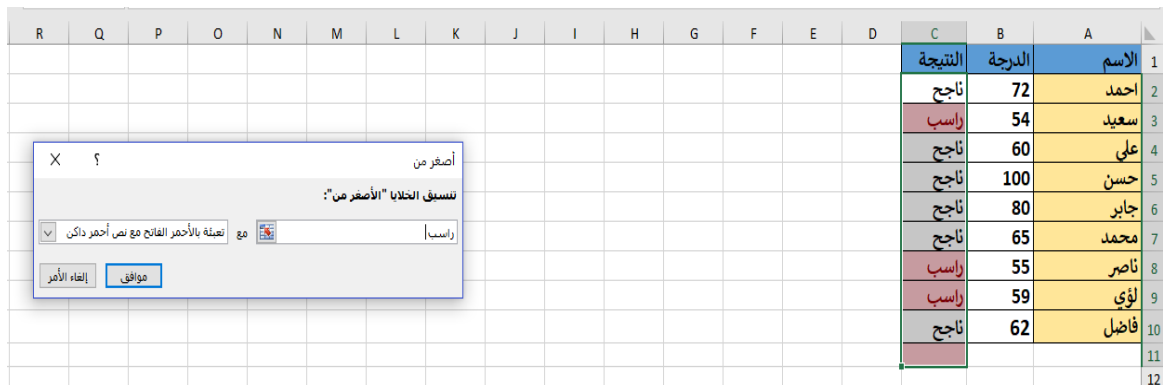 R Q P O N M L K J I H G F E D C B A
الاسم الدرجة النتيجة 1
احمد 72 ناجح 2
سعيد 54 راسب 3
علي 60 ناجح 4
حسن 100 ناجح 5
جابر 80 ناجح 6
محمد 65 ناجح 7
ناصر 55 راسب 8
لؤي 59 راسب 9
فاضل 62 ناجح 10
11
12
أصغر من ؟ X
تنسيق الخلايا "الأصغر من":
راسب مع تعبئة بالأحمر الفاتح مع نص أحمر داكن
موافق إلغاء الأمر